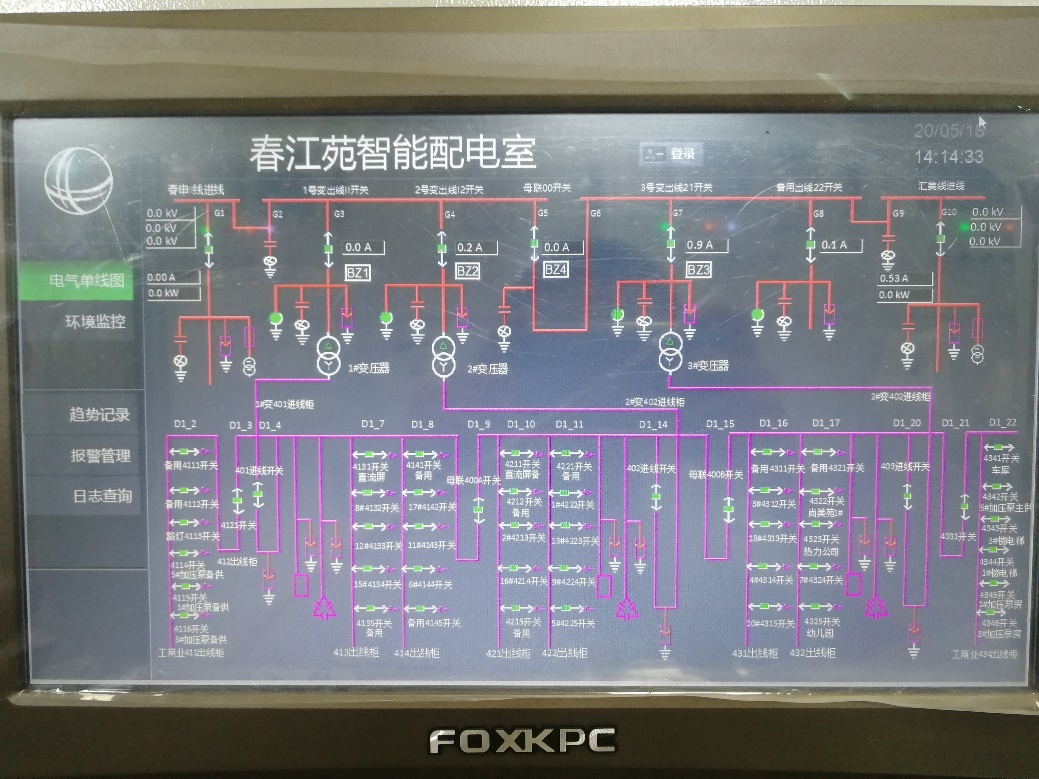 春江苑智能配电室
登录
20/05/18
14:14:33
电气单线图
环境监控
趋势记录
报警管理
日志查询
春申I线进线
1号变出线11开关
2号变出线12开关
母联00开关
3号变出线21开关
备用出线22开关
汇美线进线
G1
G2
G3
G4
G5
G6
G7
G8
G9
G10
0.0 kV
0.0 kV
0.0 kV
0.00 A
0.0 kW
0.0 A
0.2 A
0.0 A
0.9 A
0.1 A
0.0 kV
0.0 kV
0.0 kV
0.53 A
0.0 kW
BZ1
BZ2
BZ4
BZ3
1#变压器
2#变压器
3#变压器
1#变401进线柜
2#变402进线柜
2#变402进线柜
D1_2
D1_3
D1_4
D1_7
D1_8
D1_9
D1_10
D1_11
D1_14
D1_15
D1_16
D1_17
D1_20
D1_21
D1_22
备用4111开关
备用4112开关
路灯4113开关
4114开关
5#加压泵备供
4115开关
1#加压泵备供
4116开关
3#加压泵备供
工商业411出线柜
401进线开关
4121开关
412出线柜
4131开关
直流屏
8#4132开关
12#4133开关
15#4134开关
4135开关
备用
413出线柜
4141开关
备用
17#4142开关
11#4143开关
6#4144开关
备用4145开关
414出线柜
母联400A开关
4211开关
直流屏备
4212开关
备用
2#4213开关
16#4214开关
4215开关
备用
421出线柜
4221开关
备用
1#4222开关
13#4223开关
9#4224开关
5#4225开关
422出线柜
402进线开关
母联400B开关
备用4311开关
3#4312开关
18#4313开关
4#4314开关
10#4315开关
431出线柜
备用4321开关
4322开关
尚美苑1#
4323开关
热力公司
7#4324开关
4325开关
幼儿园
432出线柜
403进线开关
4331开关
4341开关
车库
4342开关
5#加压泵主供
4343开关
3#楼电梯
4344开关
1#楼电梯
4345开关
1#加压泵房
4346开关
3#加压泵房
工商业434出线柜
FOXKPC